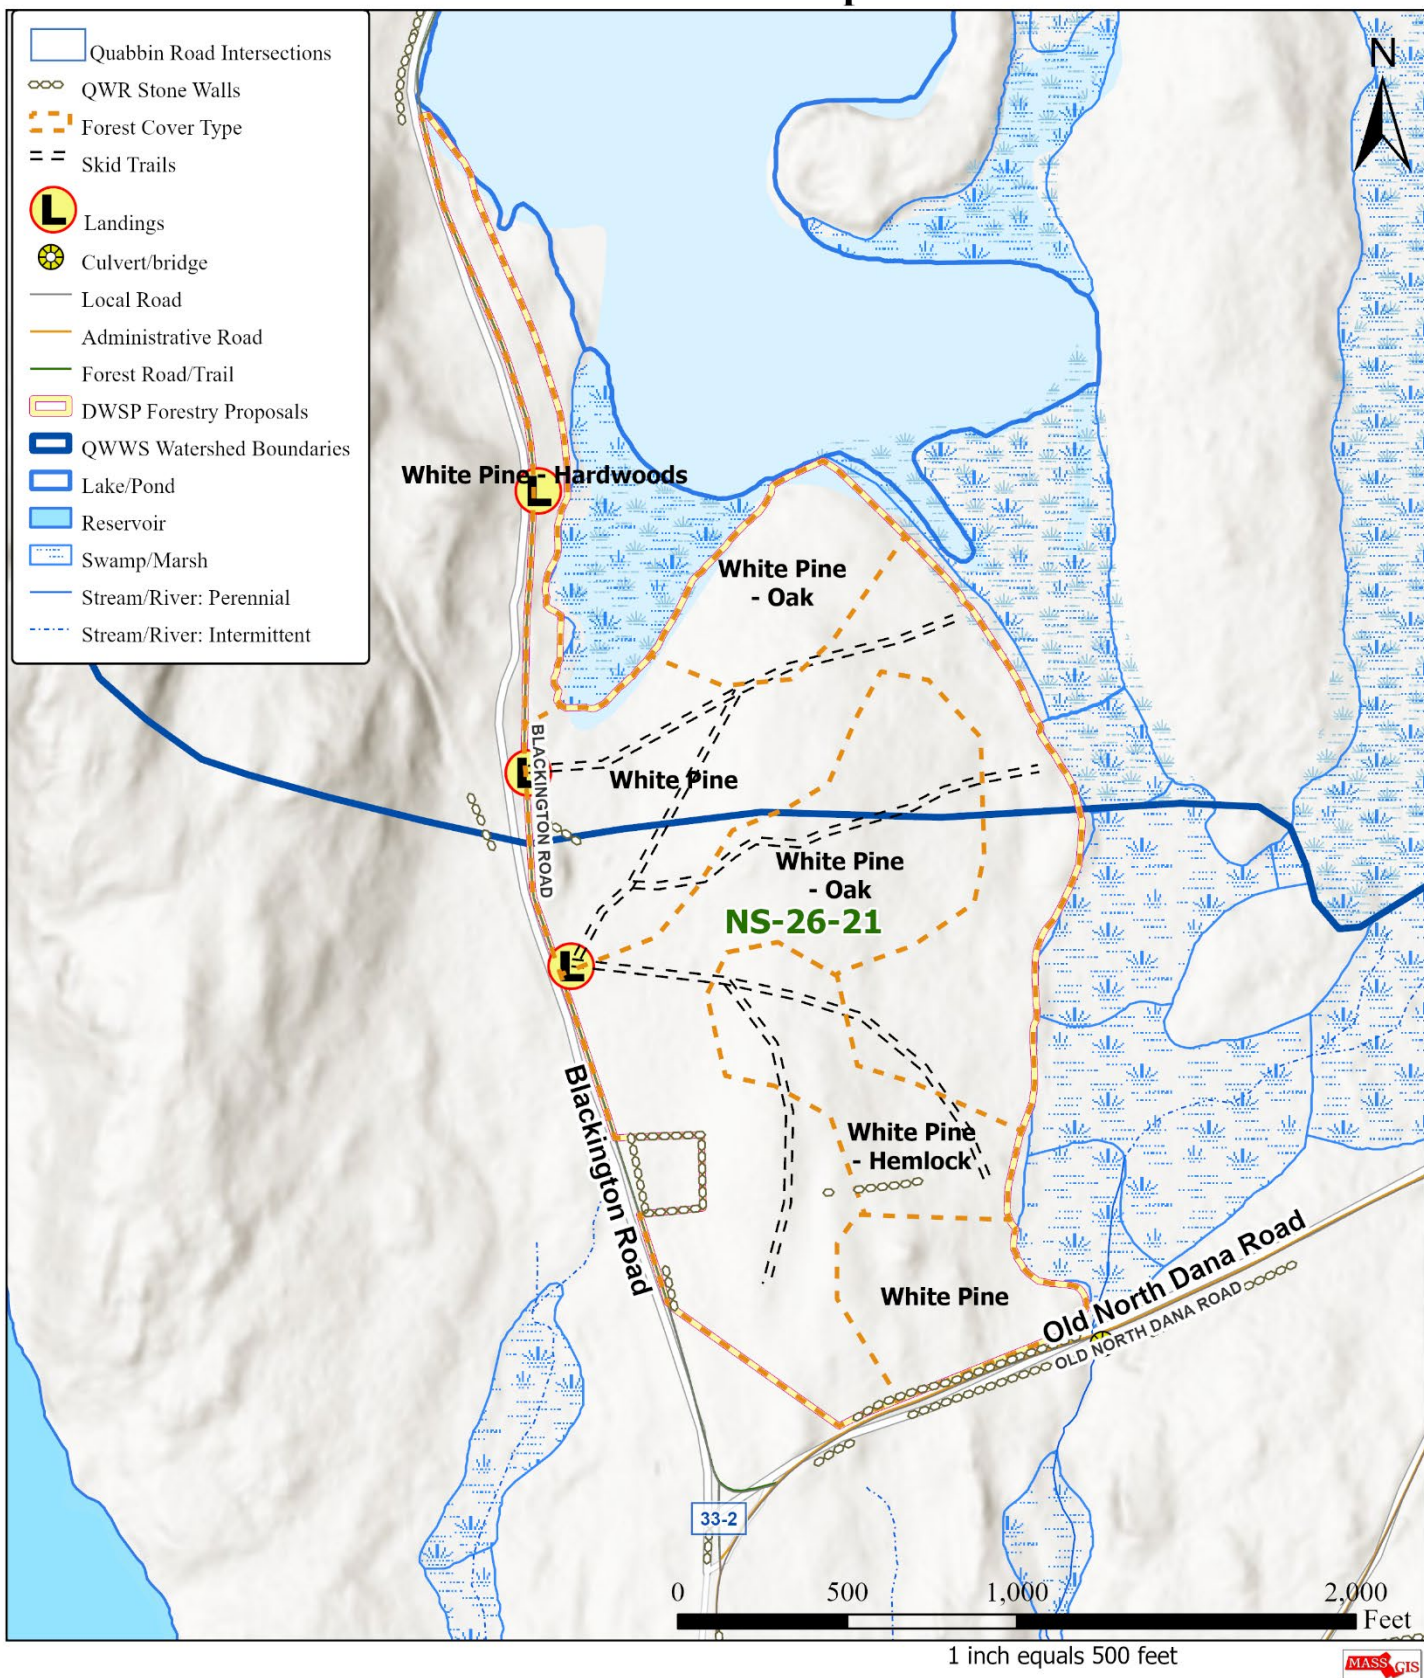 N
Quabbin Road Intersections
QWR Stone Walls
Forest Cover Type
Skid Trails
L
Landings
Culvert/bridge
Local Road
Administrative Road
Forest Road/Trail
DWSP Forestry Proposals
QWWS Watershed Boundaries
Lake/Pond
Reservoir
Swamp/Marsh
Stream/River: Perennial
Stream/River: Intermittent
White Pine - Hardwoods
L
White Pine
- Oak
BLACKINGTON ROAD
L
White Pine
White Pine
- Oak
NS-26-21
L
Blackington Road
White Pine
- Hemlock
White Pine
Old North Dana Road
OLD NORTH DANA ROAD
33-2
0 500 1,000 2,000
Feet
1 inch equals 500 feet
MASS GIS